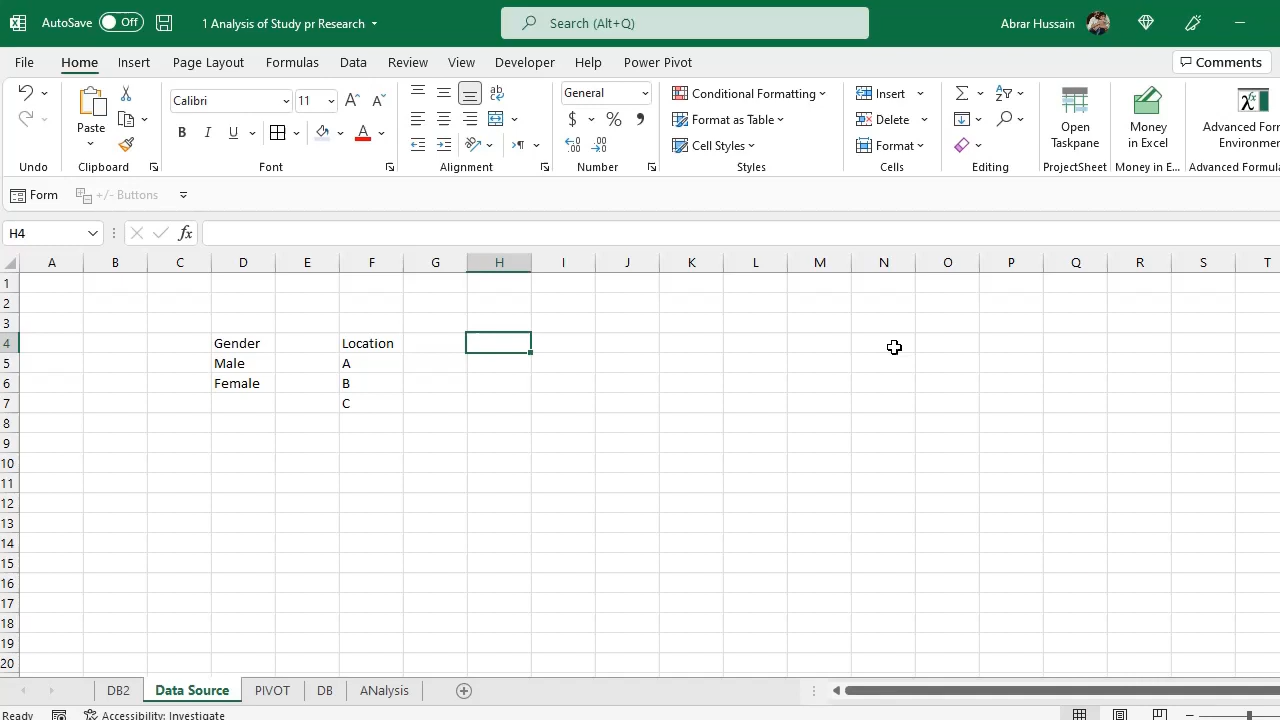 AutoSave Off 1 Analysis of Study pr Research Search (Alt+Q) Abrar Hussain
File Home Insert Page Layout Formulas Data Review View Developer Help Power Pivot Comments
Calibri 11 General Conditional Formatting Insert
Paste B I U A $ % Format as Table Delete Open Taskpane Money in Excel Advanced For Environme
Cell Styles Format
Undo Clipboard Font Alignment Number Styles Cells Editing ProjectSheet Money in E... Advanced Formula
Form +/- Buttons
H4 fx
A B C D E F G H I J K L M N O P Q R S T
1
2
3
4 Gender Location
5 Male A
6 Female B
7 C
8
9
10
11
12
13
14
15
16
17
18
19
20
DB2 Data Source PIVOT DB ANalysis
Ready Accessibility: Investigate